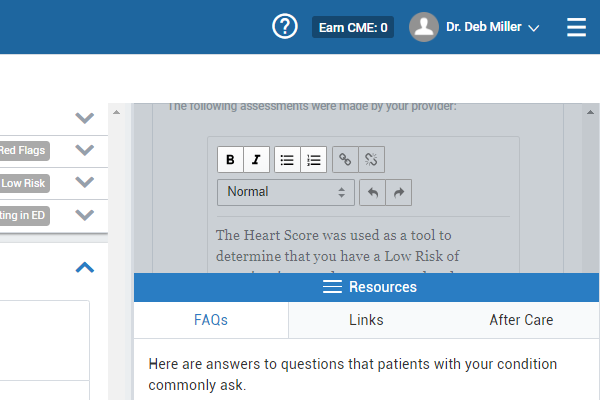 Earn CME: 0
Dr. Deb Miller
The following assessments were made by your provider:
Red Flags
Low Risk
ting in ED
B I
Normal
The Heart Score was used as a tool to
determine that you have a Low Risk of
Resources
FAQs Links After Care
Here are answers to questions that patients with your condition
commonly ask.